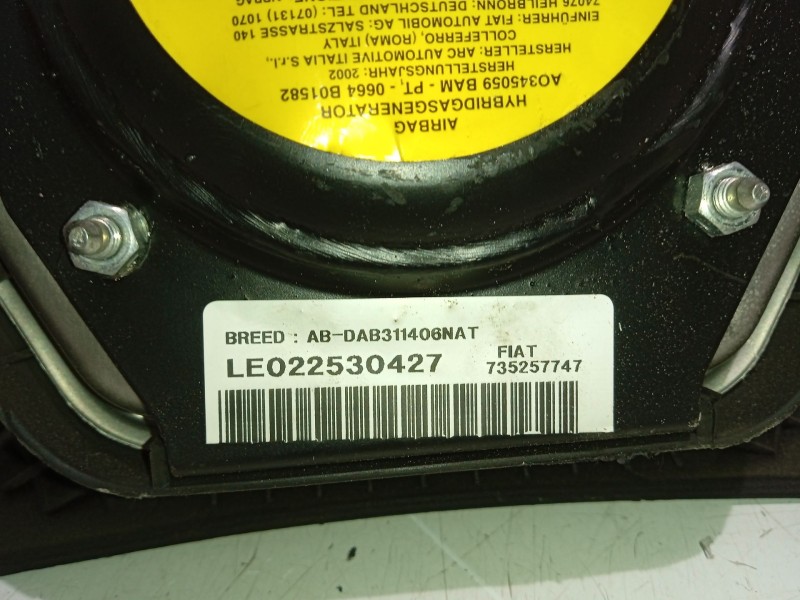 AIRBAG
HYBRIDGASGENERATOR
AO345059 BAM - PT, - 0664 B01582
HERSTELLUNGSJAHR: 2002
HERSTELLER: ARC AUTOMOTIVE ITALIA S.r.l.,
COLLEFERRO, (ROMA) ITALY
EINFÜHRER: FIAT AUTOMOBIL AG: SALZSTRASSE 140
74076 HEILBRONN: DEUTSCHLAND TEL: (07131) 1070
BREED : AB-DAB311406NAT
LE022530427
FIAT
735257747